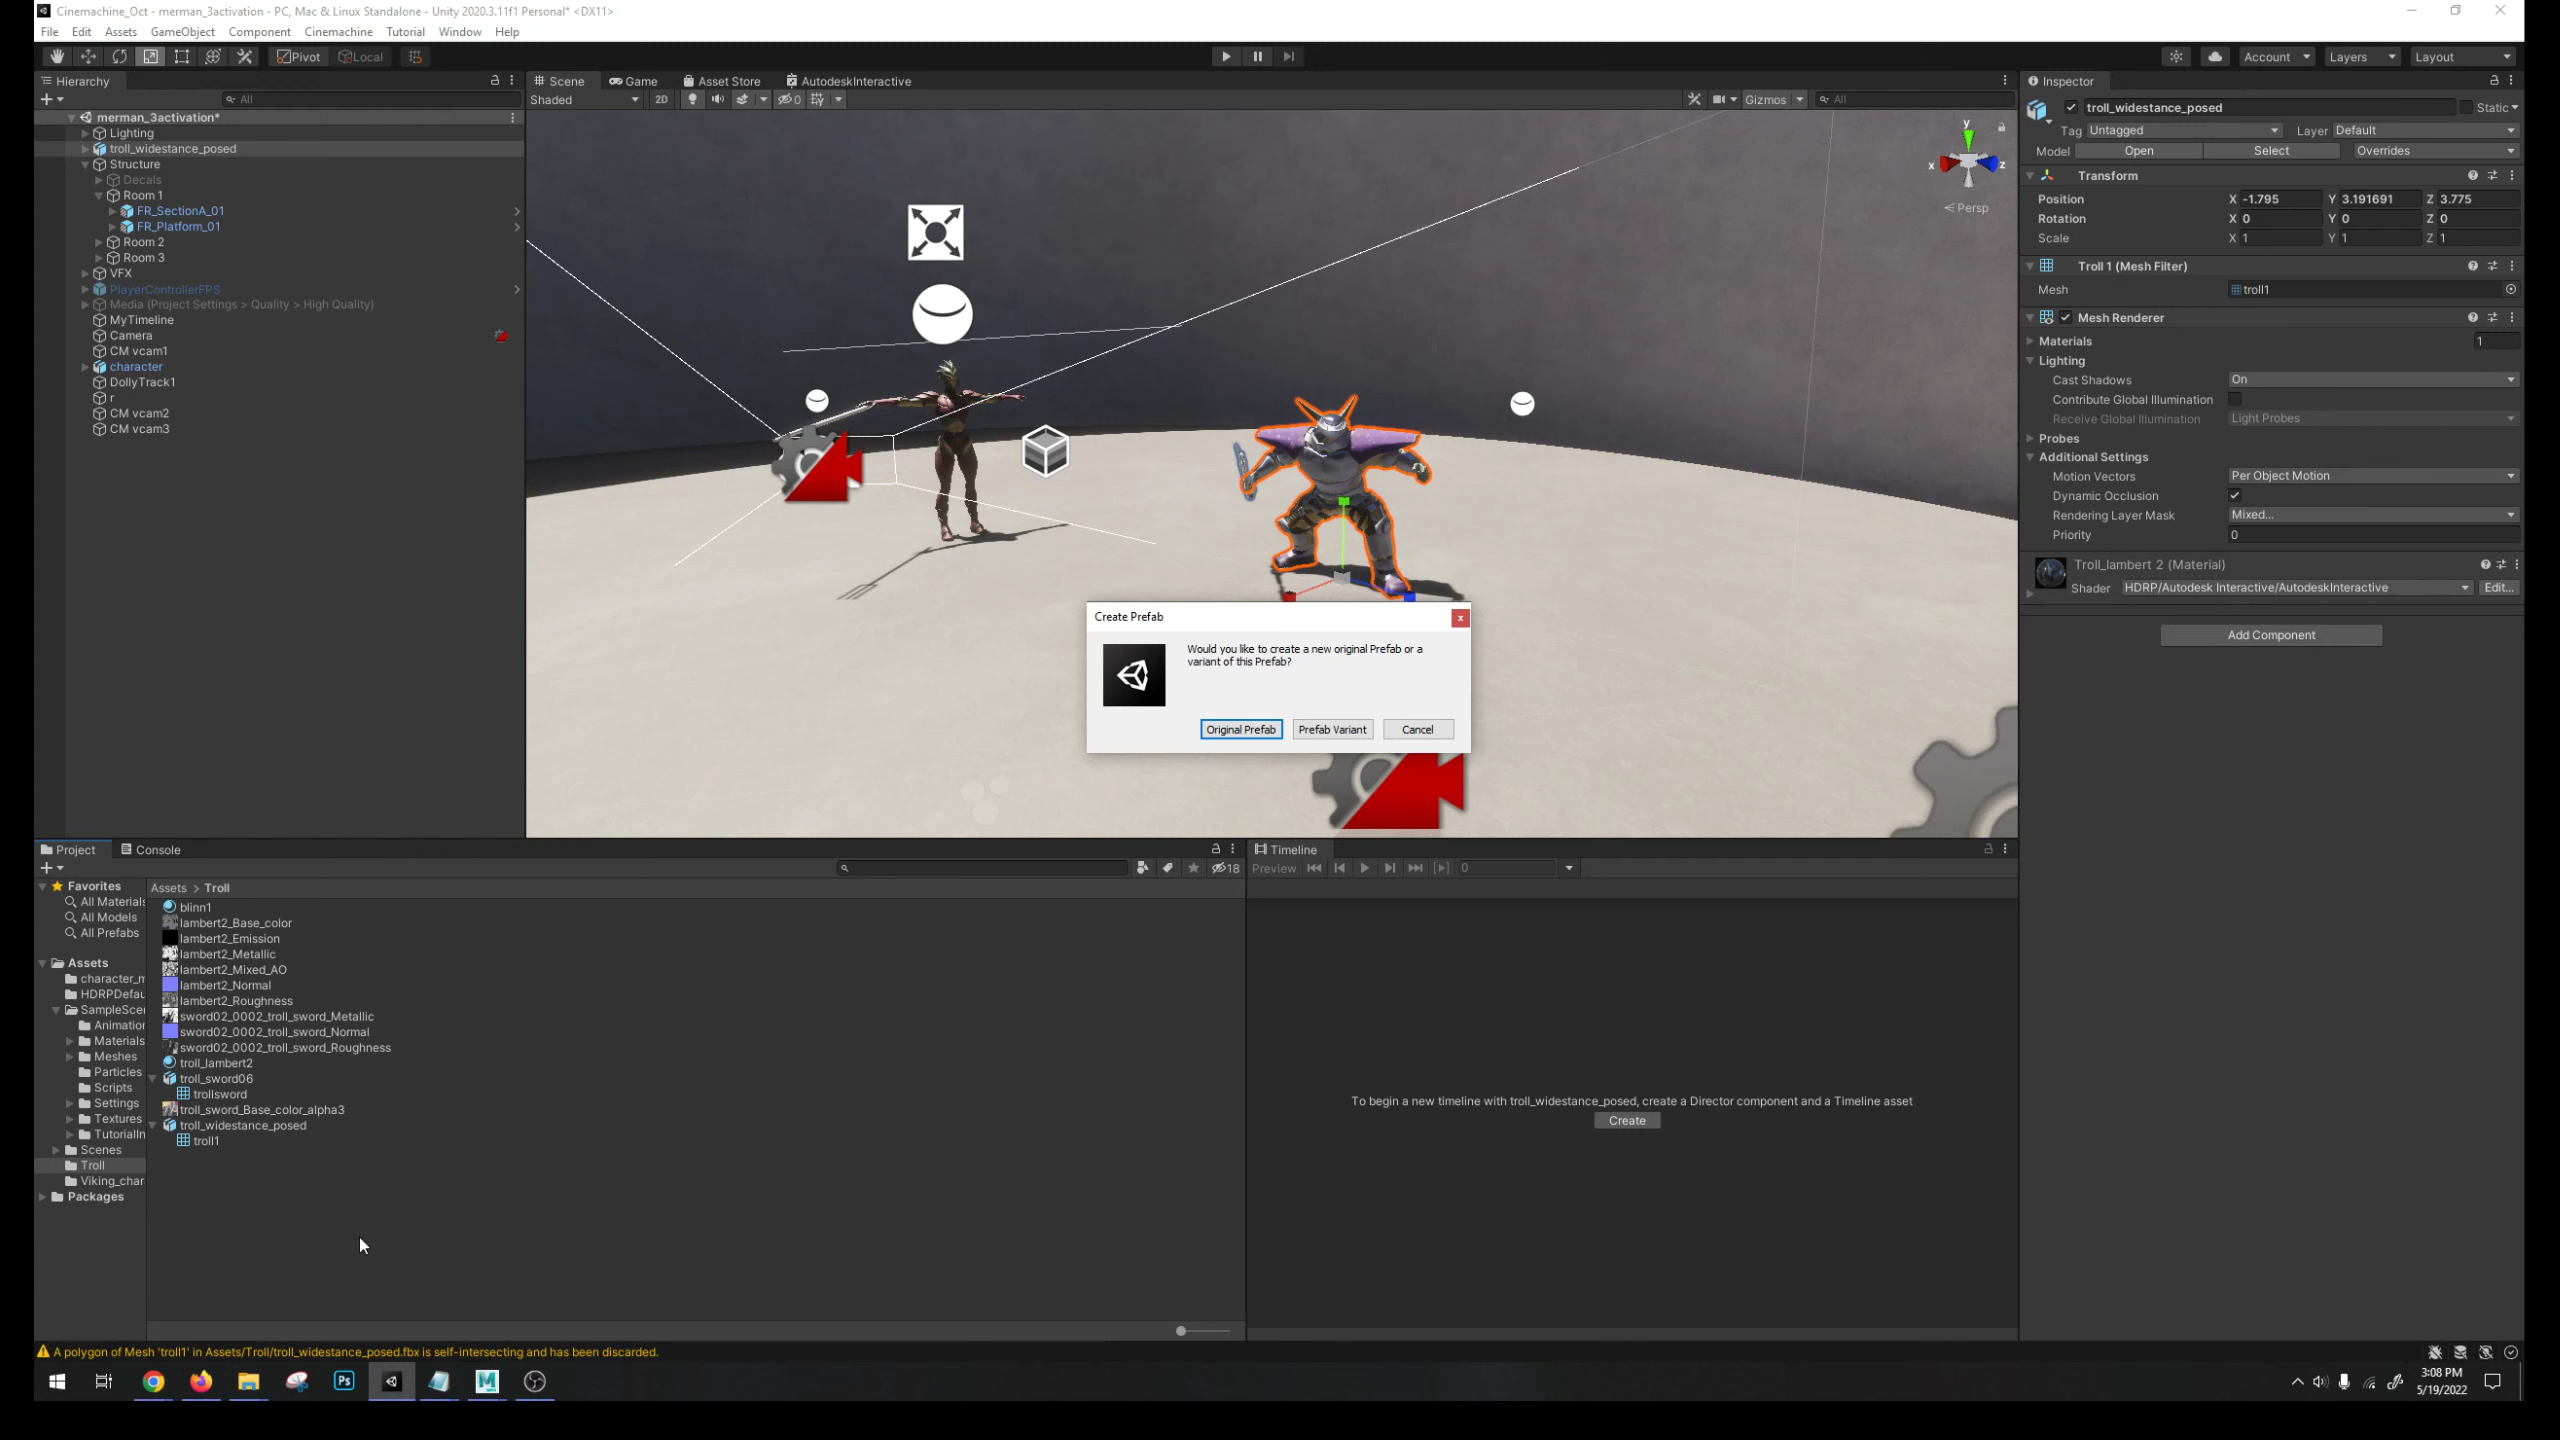 Cinemachine_Oct - merman_3activation - PC, Mac & Linux Standalone - Unity 2020.3.11f1 Personal* <DX11>
File Edit Assets GameObject Component Cinemachine Tutorial Window Help
Pivot Local Account Layers Layout
Hierarchy
All
merman_3activation*
Lighting
troll_widestance_posed
Structure
Decals
Room 1
FR_SectionA_01
FR_Platform_01
Room 2
Room 3
VFX
PlayerControllerFPS
Media (Project Settings > Quality > High Quality)
MyTimeline
Camera
CM vcam1
character
DollyTrack1
r
CM vcam2
CM vcam3
Scene Game Asset Store AutodeskInteractive
Shaded 2D 0 Gizmos All
y
x z
Persp
Create Prefab
x
Would you like to create a new original Prefab or a
variant of this Prefab?
Original Prefab Prefab Variant Cancel
Inspector
troll_widestance_posed Static
Tag Untagged Layer Default
Model Open Select Overrides
Transform
Position X -1.795 Y 3.191691 Z 3.775
Rotation X 0 Y 0 Z 0
Scale X 1 Y 1 Z 1
Troll 1 (Mesh Filter)
Mesh troll1
Mesh Renderer
Materials 1
Lighting
Cast Shadows On
Contribute Global Illumination
Receive Global Illumination Light Probes
Probes
Additional Settings
Motion Vectors Per Object Motion
Dynamic Occlusion
Rendering Layer Mask Mixed...
Priority 0
Troll_lambert 2 (Material)
Shader HDRP/Autodesk Interactive/AutodeskInteractive Edit...
Add Component
Project Console
18
Favorites
All Materials
All Models
All Prefabs
Assets
character_m
HDRPDefau
SampleScen
Animation
Materials
Meshes
Particles
Scripts
Settings
Textures
TutorialIn
Scenes
Troll
Viking_char
Packages
Assets > Troll
blinn1
lambert2_Base_color
lambert2_Emission
lambert2_Metallic
lambert2_Mixed_AO
lambert2_Normal
lambert2_Roughness
sword02_0002_troll_sword_Metallic
sword02_0002_troll_sword_Normal
sword02_0002_troll_sword_Roughness
troll_lambert2
troll_sword06
trollsword
troll_sword_Base_color_alpha3
troll_widestance_posed
troll1
Timeline
Preview 0
To begin a new timeline with troll_widestance_posed, create a Director component and a Timeline asset
Create
A polygon of Mesh 'troll1' in Assets/Troll/troll_widestance_posed.fbx is self-intersecting and has been discarded.
Ps
M
3:08 PM
5/19/2022